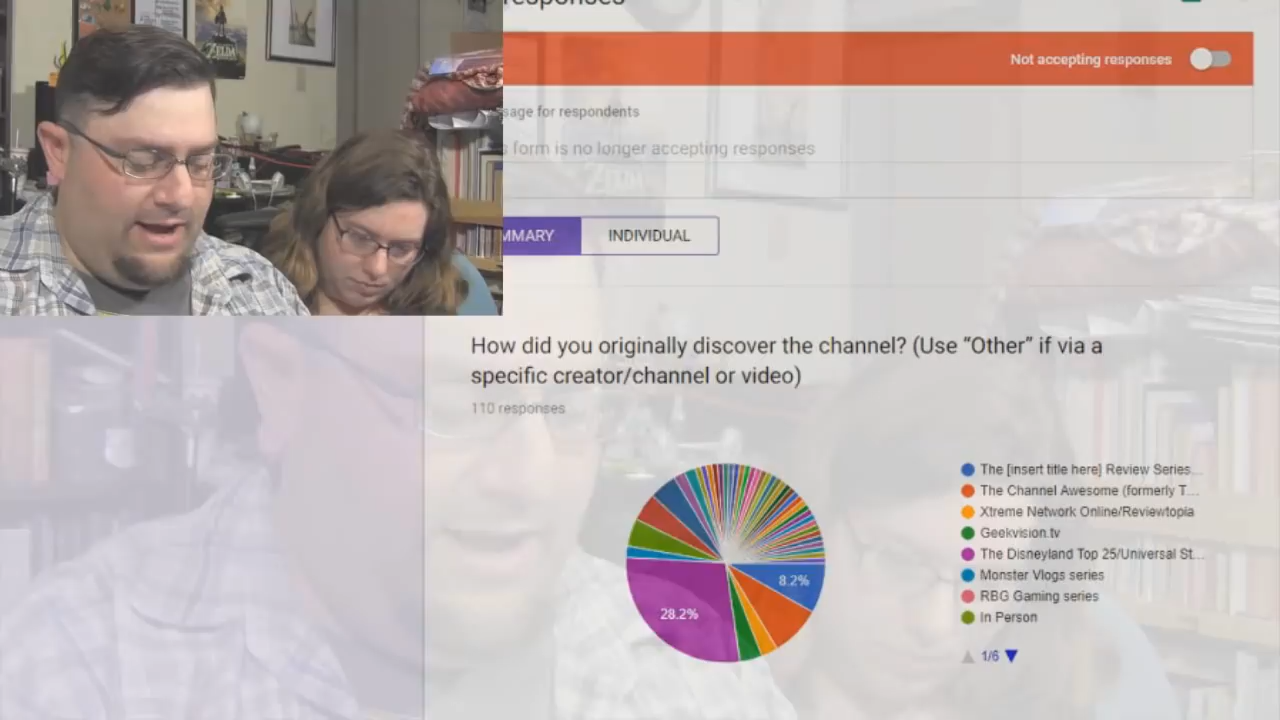 responses
Not accepting responses
sage for respondents
form is no longer accepting responses
MMARY
INDIVIDUAL
How did you originally discover the channel? (Use “Other” if via a
specific creator/channel or video)
110 responses
The [insert title here] Review Series...
The Channel Awesome (formerly T...
Xtreme Network Online/Reviewtopia
Geekvision.tv
The Disneyland Top 25/Universal St...
Monster Vlogs series
RBG Gaming series
In Person
8.2%
28.2%
1/6
ZELDA